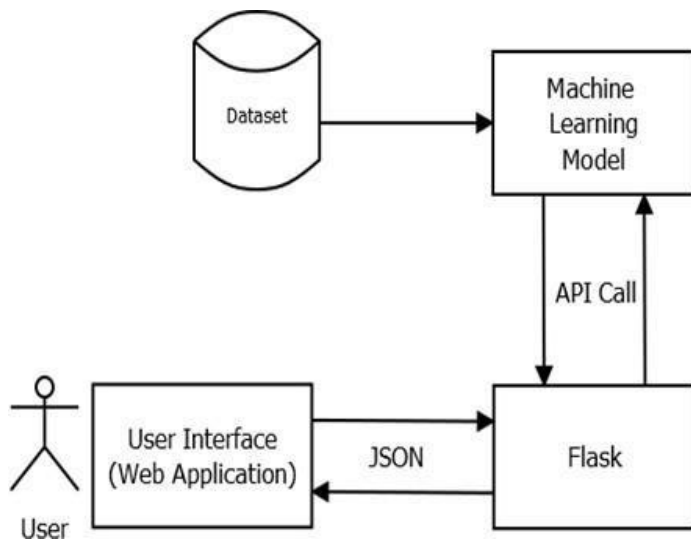 Dataset
Machine
Learning
Model
API Call
User Interface
(Web Application)
JSON
Flask
User